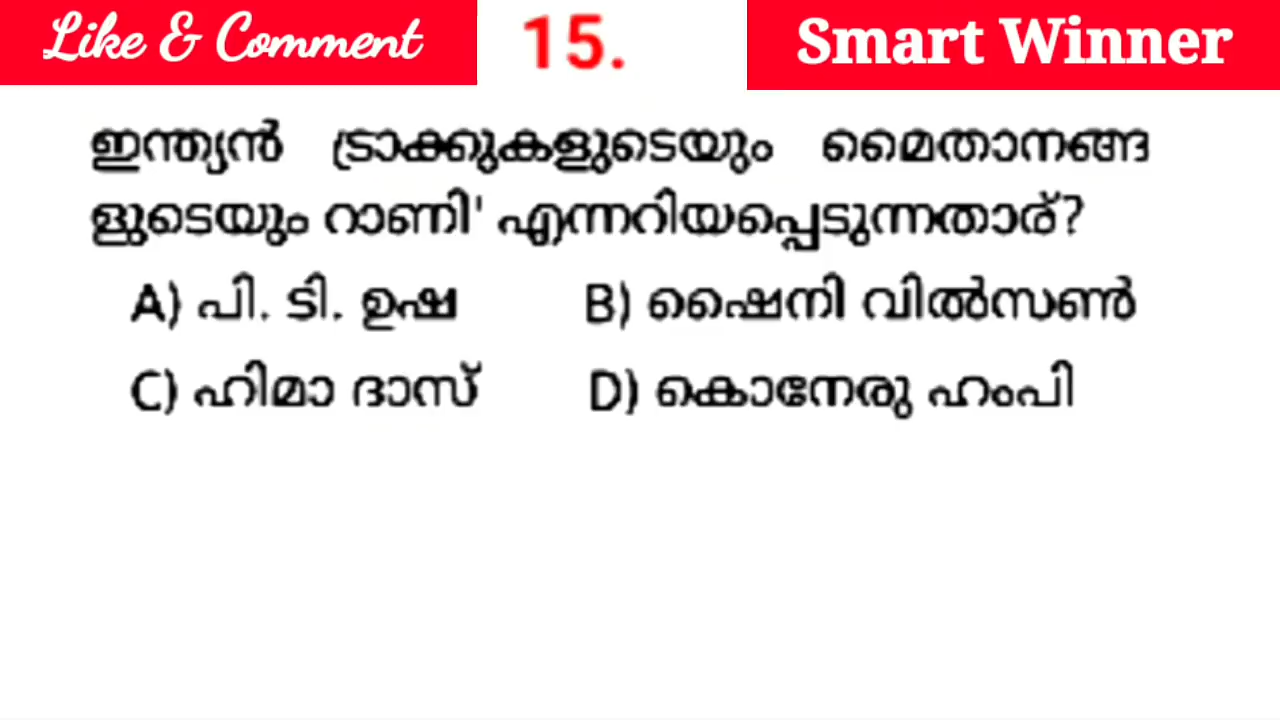 Like & Comment
15.
Smart Winner
ഇന്ത്യൻ ട്രാക്കുകളുടെയും മൈതാനങ്ങ
ളുടെയും റാണി' എന്നറിയപ്പെടുന്നതാര്?
A) പി. ടി. ഉഷ B) ഷൈനി വിൽസൺ
C) ഹിമാ ദാസ് D) കൊനേരു ഹംപി